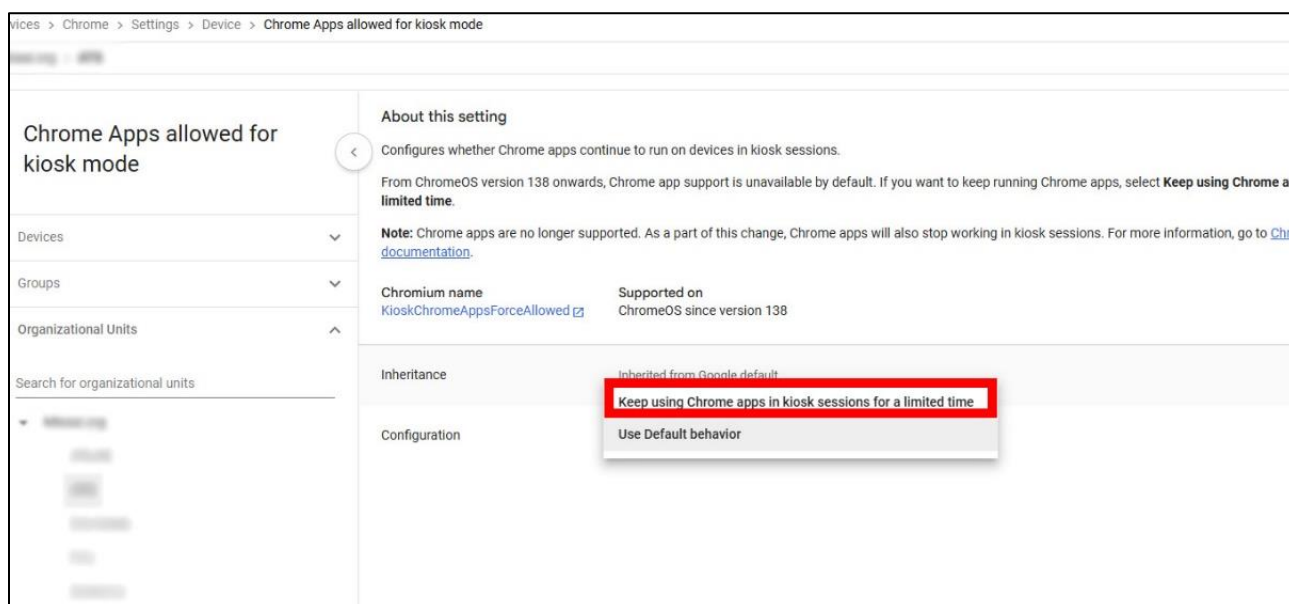 vices > Chrome > Settings > Device > Chrome Apps allowed for kiosk mode
Chrome Apps allowed for
kiosk mode
Devices
Groups
Organizational Units
Search for organizational units
About this setting
Configures whether Chrome apps continue to run on devices in kiosk sessions.
From ChromeOS version 138 onwards, Chrome app support is unavailable by default. If you want to keep running Chrome apps, select Keep using Chrome a
limited time.
Note: Chrome apps are no longer supported. As a part of this change, Chrome apps will also stop working in kiosk sessions. For more information, go to Chr
documentation.
Chromium name
KioskChromeAppsForceAllowed
Supported on
ChromeOS since version 138
Inheritance
Inherited from Google default
Keep using Chrome apps in kiosk sessions for a limited time
Configuration
Use Default behavior